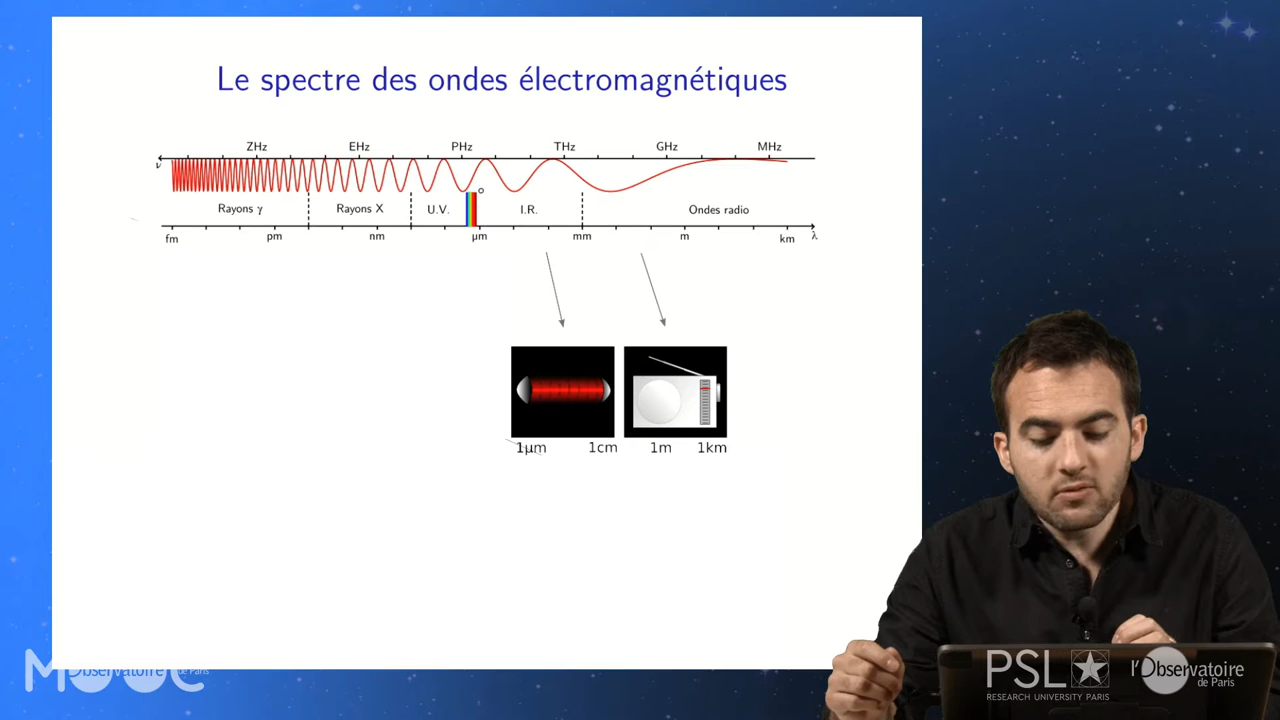 Le spectre des ondes électromagnétiques
ZHz EHz PHz THz GHz MHz
ν
Rayons γ Rayons X U.V. I.R. Ondes radio
fm pm nm μm mm m km λ
1μm 1cm 1m 1km
MOOC
l'Observatoire de Paris
PSL
RESEARCH UNIVERSITY PARIS
l'Observatoire
de Paris